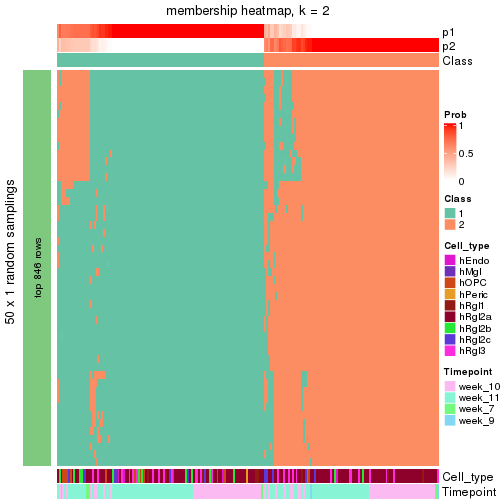 membership heatmap, k = 2
p1
p2
Class
50 x 1 random samplings
top 846 rows
Prob
1
0.5
0
Class
1
2
Cell_type
hEndo
hMgl
hOPC
hPeric
hRgl1
hRgl2a
hRgl2b
hRgl2c
hRgl3
Timepoint
week_10
week_11
week_7
week_9
Cell_type
Timepoint